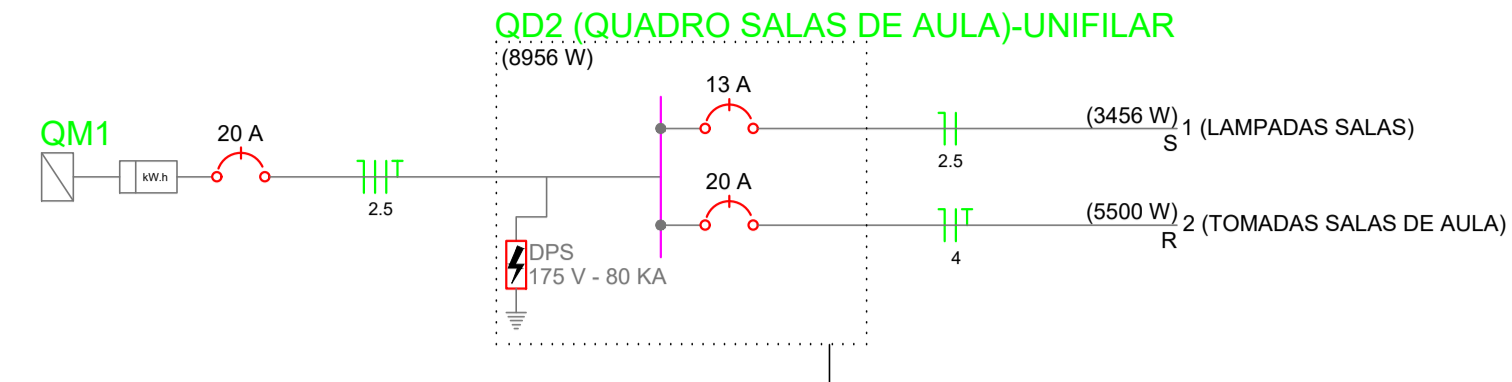 QD2 (QUADRO SALAS DE AULA)-UNIFILAR
(8956 W)
QM1
kW.h
20 A
2.5
DPS
175 V - 80 KA
13 A
2.5
(3456 W)
S
1 (LAMPADAS SALAS)
20 A
4
(5500 W)
R
2 (TOMADAS SALAS DE AULA)